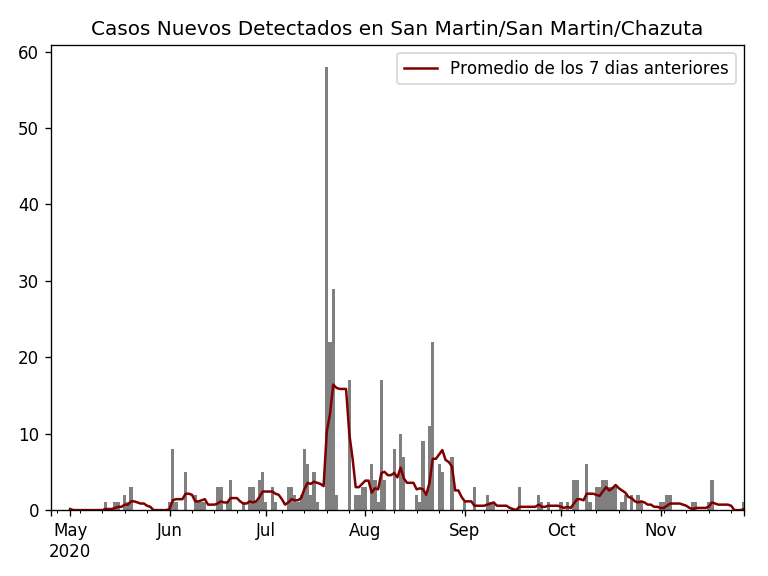 Casos Nuevos Detectados en San Martin/San Martin/Chazuta
Promedio de los 7 dias anteriores
60
50
40
30
20
10
0
May Jun Jul Aug Sep Oct Nov
2020